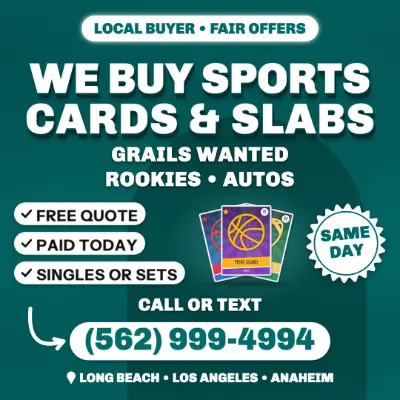 LOCAL BUYER • FAIR OFFERS
WE BUY SPORTS
CARDS & SLABS
GRAILS WANTED
ROOKIES • AUTOS
FREE QUOTE
PAID TODAY
SINGLES OR SETS
SAME
DAY
CALL OR TEXT
(562) 999-4994
LONG BEACH • LOS ANGELES • ANAHEIM